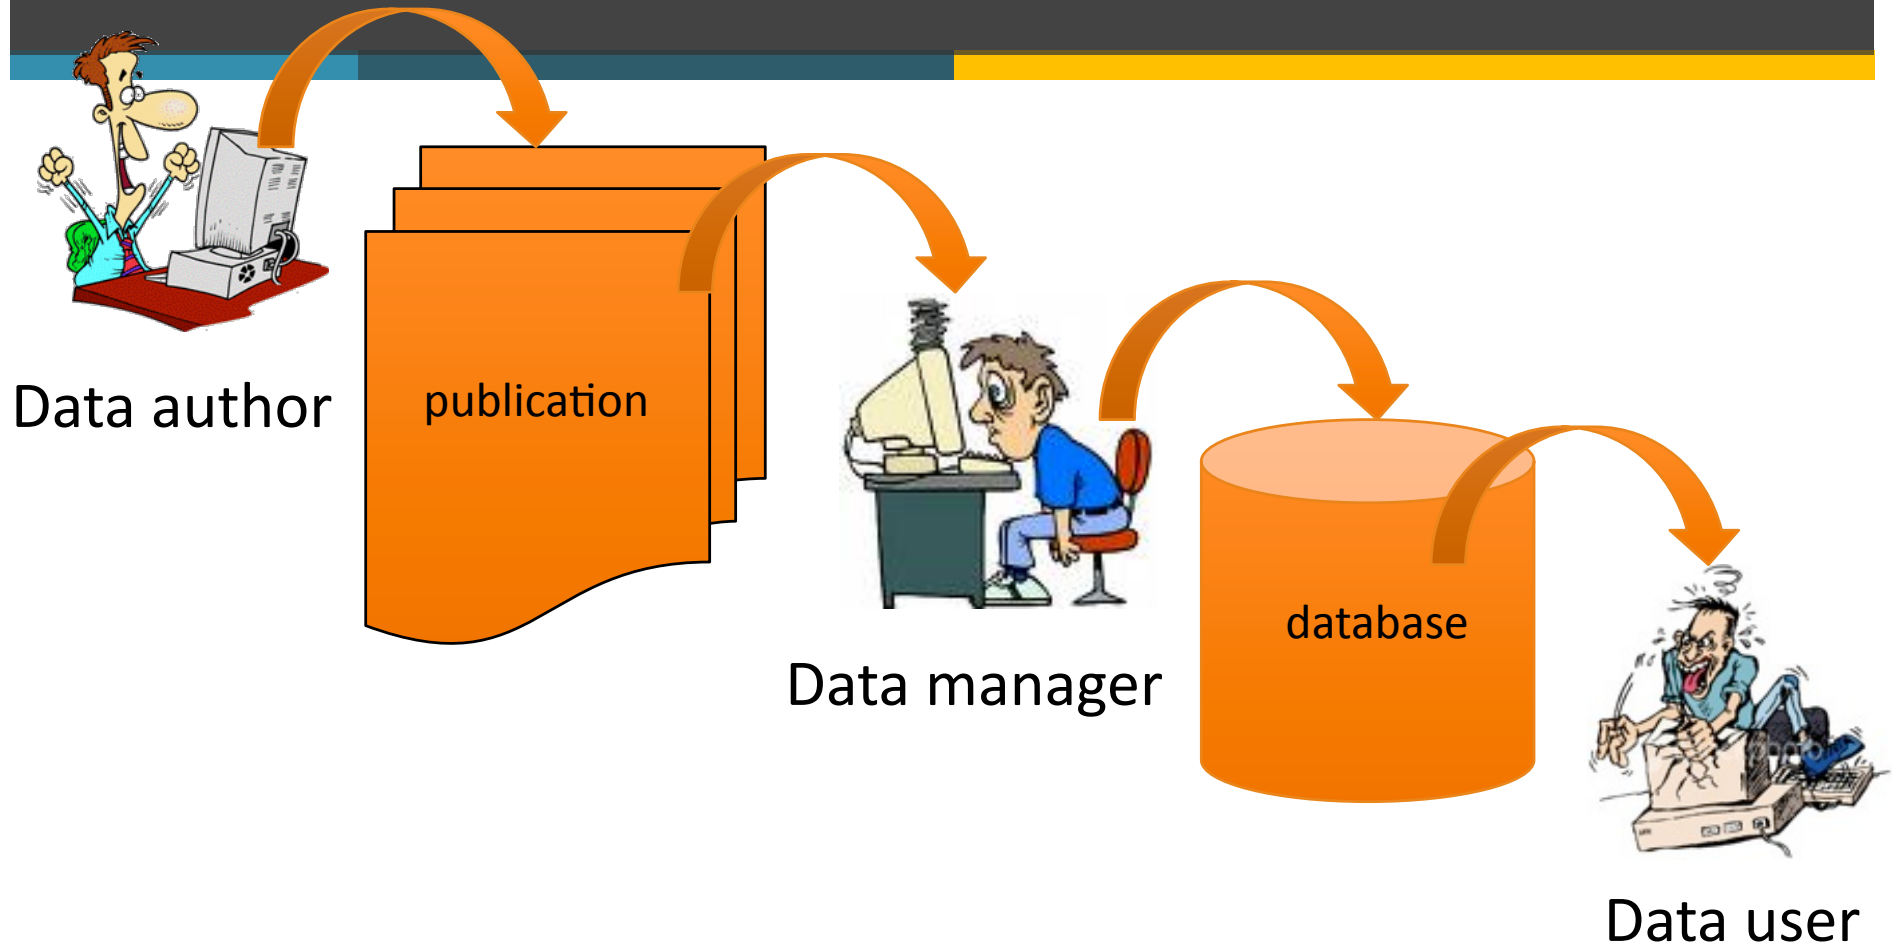 Data author
publication
Data manager
database
Data user